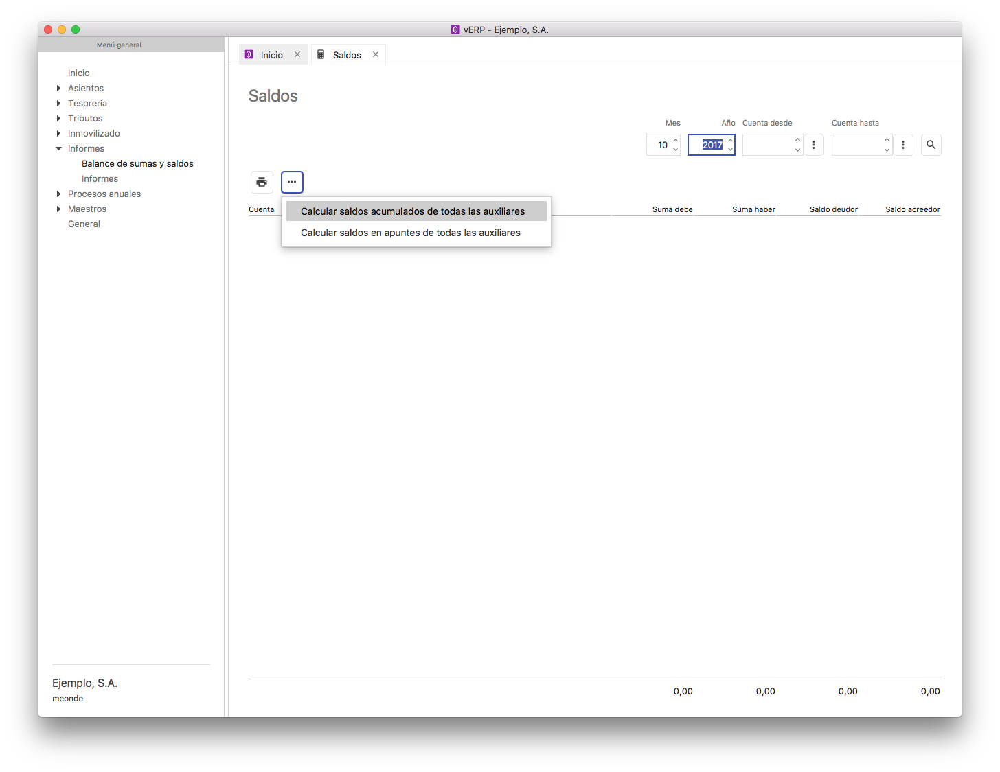 vERP - Ejemplo, S.A.
Menú general
Inicio
Asientos
Tesorería
Tributos
Inmovilizado
Informes
Balance de sumas y saldos
Informes
Procesos anuales
Maestros
General
Ejemplo, S.A.
mconde
Inicio Saldos
Saldos
Mes Año Cuenta desde Cuenta hasta
10 2017
Cuenta Suma debe Suma haber Saldo deudor Saldo acreedor
Calcular saldos acumulados de todas las auxiliares
Calcular saldos en apuntes de todas las auxiliares
0,00 0,00 0,00 0,00